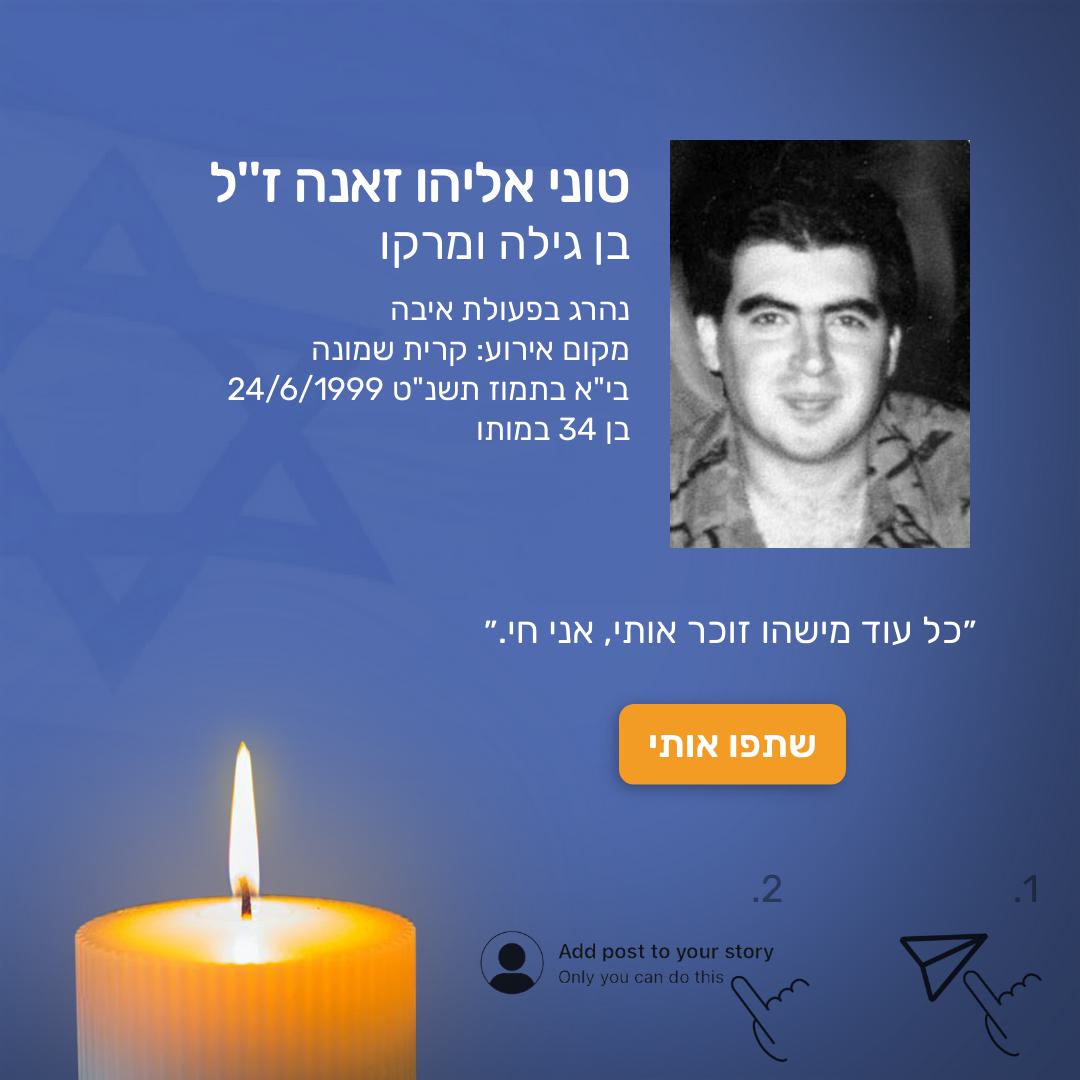 טוני אליהו זאנה ז"ל
בן גילה ומרקו
נהרג בפעולת איבה
מקום אירוע: קרית שמונה
בי"א בתמוז תשנ"ט 24/6/1999
בן 34 במותו
״כל עוד מישהו זוכר אותי, אני חי.״
שתפו אותי
1.
2.
Add post to your story
Only you can do this